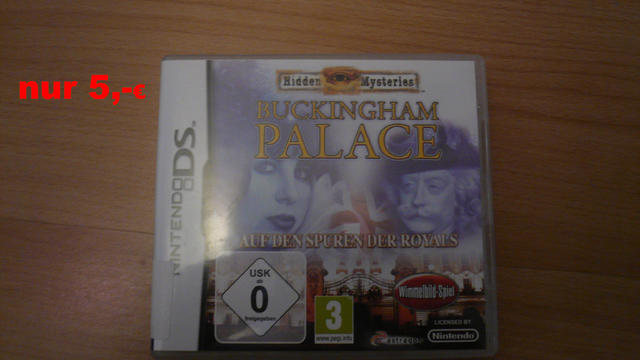 nur 5,-€
Hidden Mysteries
BUCKINGHAM
PALACE
AUF DEN SPUREN DER ROYALS
NINTENDO DS.
USK
ab
0
freigegeben
3
www.pegi.info
Wimmelbild-Spiel
astragon
LICENSED BY
Nintendo